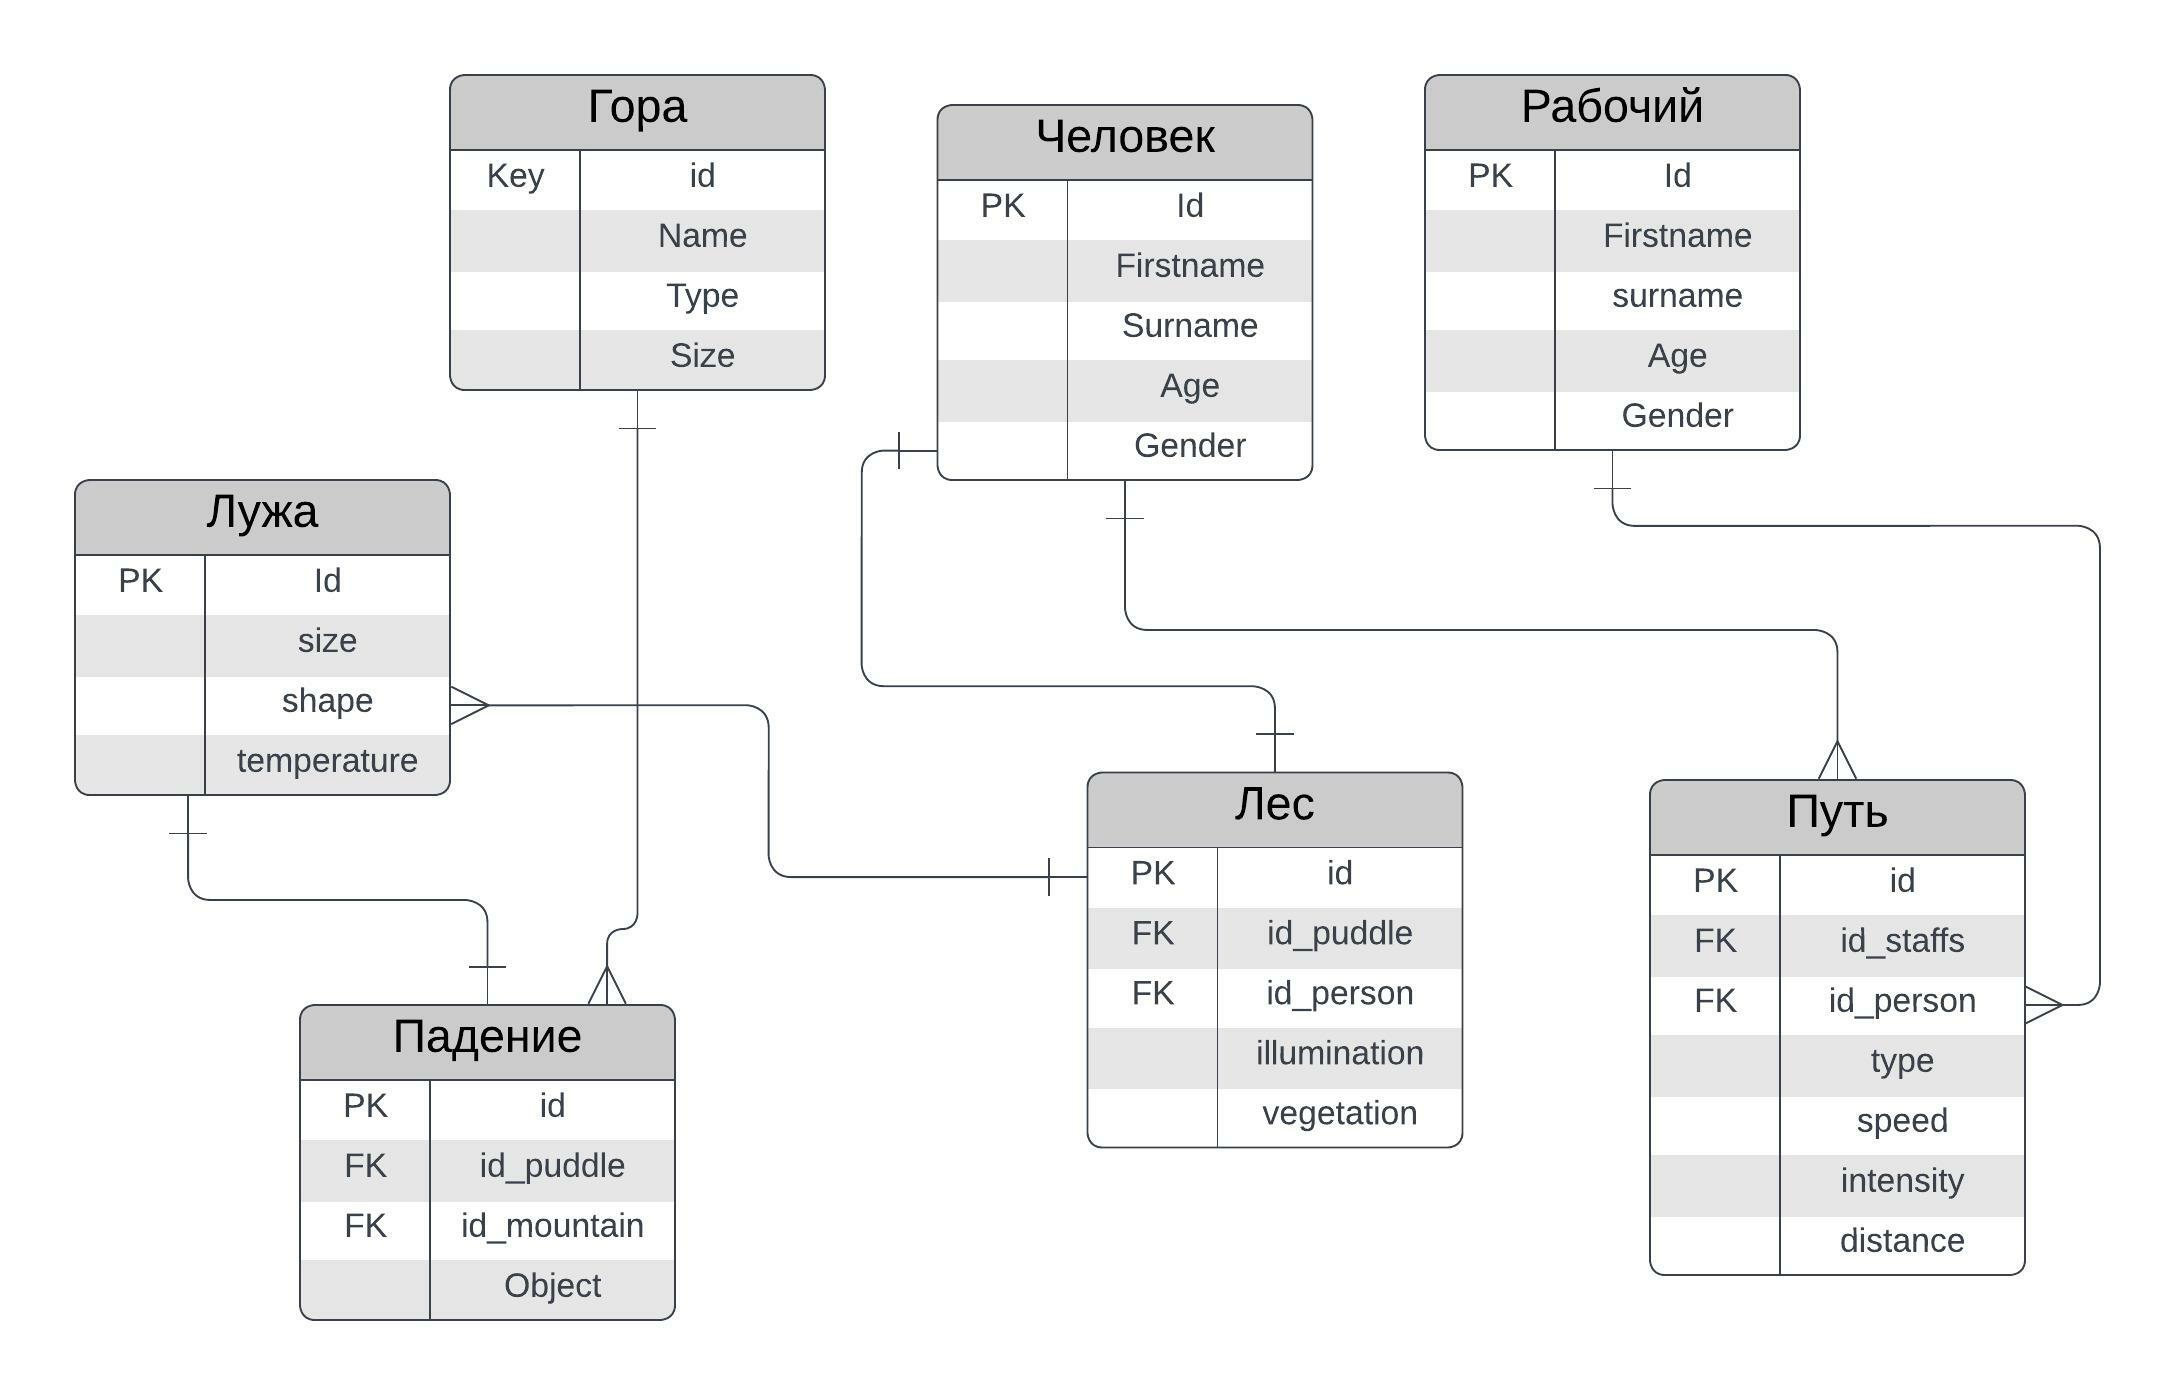 Гора
Key id
Name
Type
Size
Человек
PK Id
Firstname
Surname
Age
Gender
Рабочий
PK Id
Firstname
surname
Age
Gender
Лужа
PK Id
size
shape
temperature
Лес
PK id
FK id_puddle
FK id_person
illumination
vegetation
Путь
PK id
FK id_staffs
FK id_person
type
speed
intensity
distance
Падение
PK id
FK id_puddle
FK id_mountain
Object